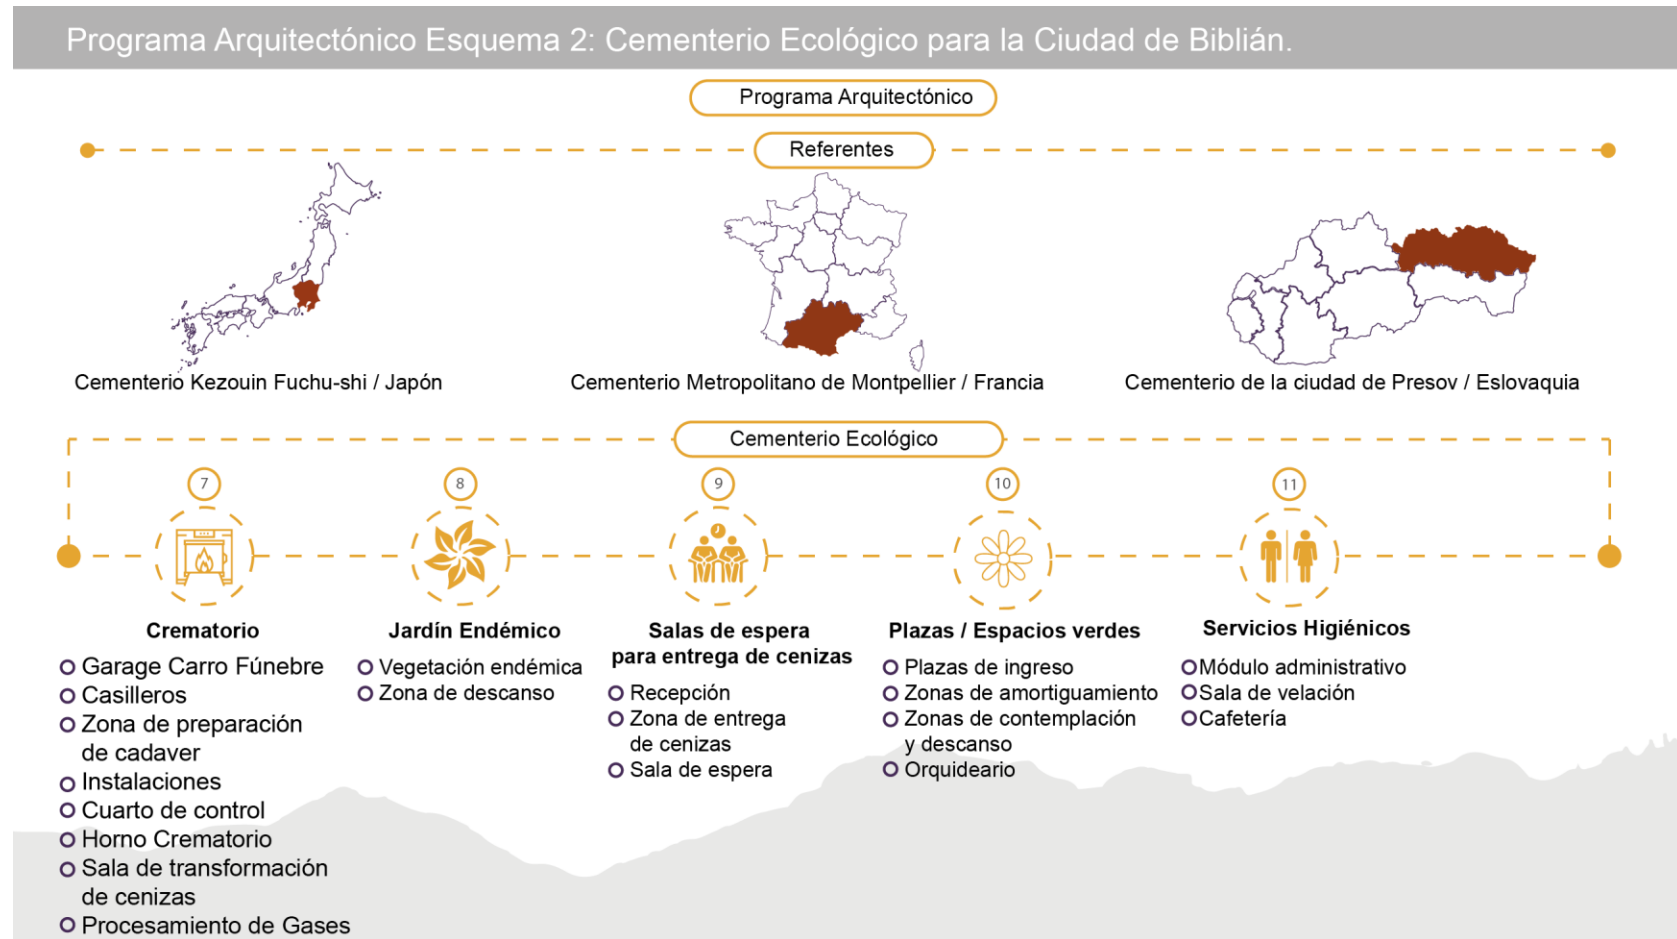 Programa Arquitectónico Esquema 2: Cementerio Ecológico para la Ciudad de Biblián.
Programa Arquitectónico
Referentes
Cementerio Kezouin Fuchu-shi / Japón
Cementerio Metropolitano de Montpellier / Francia
Cementerio de la ciudad de Presov / Eslovaquia
Cementerio Ecológico
7
Crematorio
Garage Carro Fúnebre
Casilleros
Zona de preparación
de cadaver
Instalaciones
Cuarto de control
Horno Crematorio
Sala de transformación
de cenizas
Procesamiento de Gases
8
Jardín Endémico
Vegetación endémica
Zona de descanso
9
Salas de espera
para entrega de cenizas
Recepción
Zona de entrega
de cenizas
Sala de espera
10
Plazas / Espacios verdes
Plazas de ingreso
Zonas de amortiguamiento
Zonas de contemplación
y descanso
Orquideario
11
Servicios Higiénicos
Módulo administrativo
Sala de velación
Cafetería